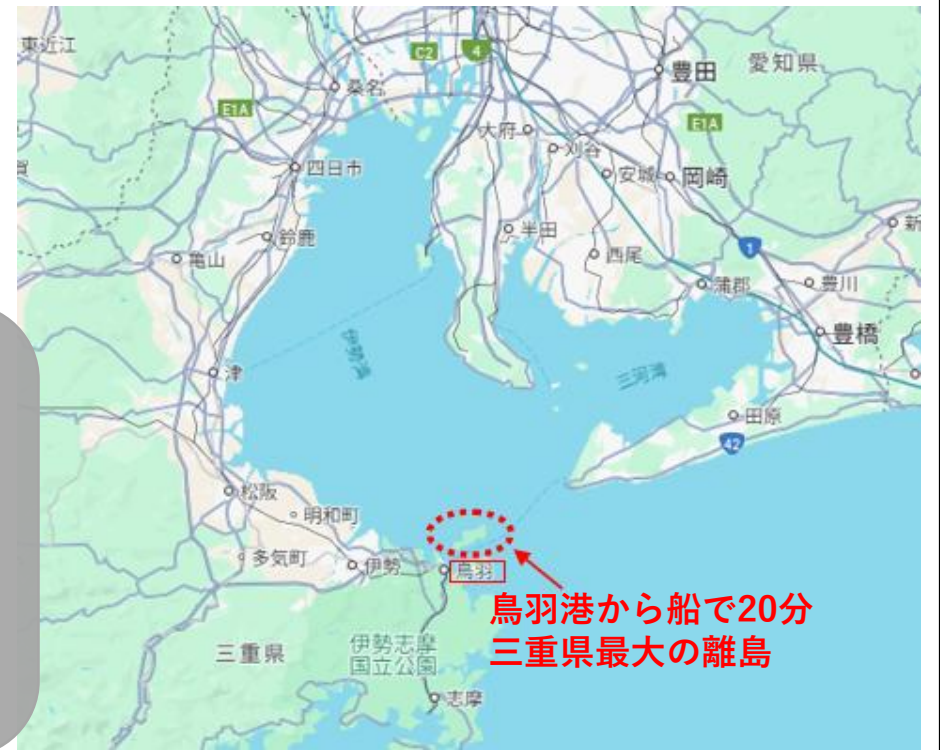 東近江
C2
4
豊田
愛知県
桑名
E1A
大府
刈谷
E1A
四日市
安城
岡崎
新
鈴鹿
半田
1
亀山
西尾
蒲郡
豊川
伊勢湾
豊橋
津
三河湾
田原
42
松阪
明和町
多気町
伊勢
鳥羽
鳥羽港から船で20分
三重県最大の離島
三重県
伊勢志摩
国立公園
志摩